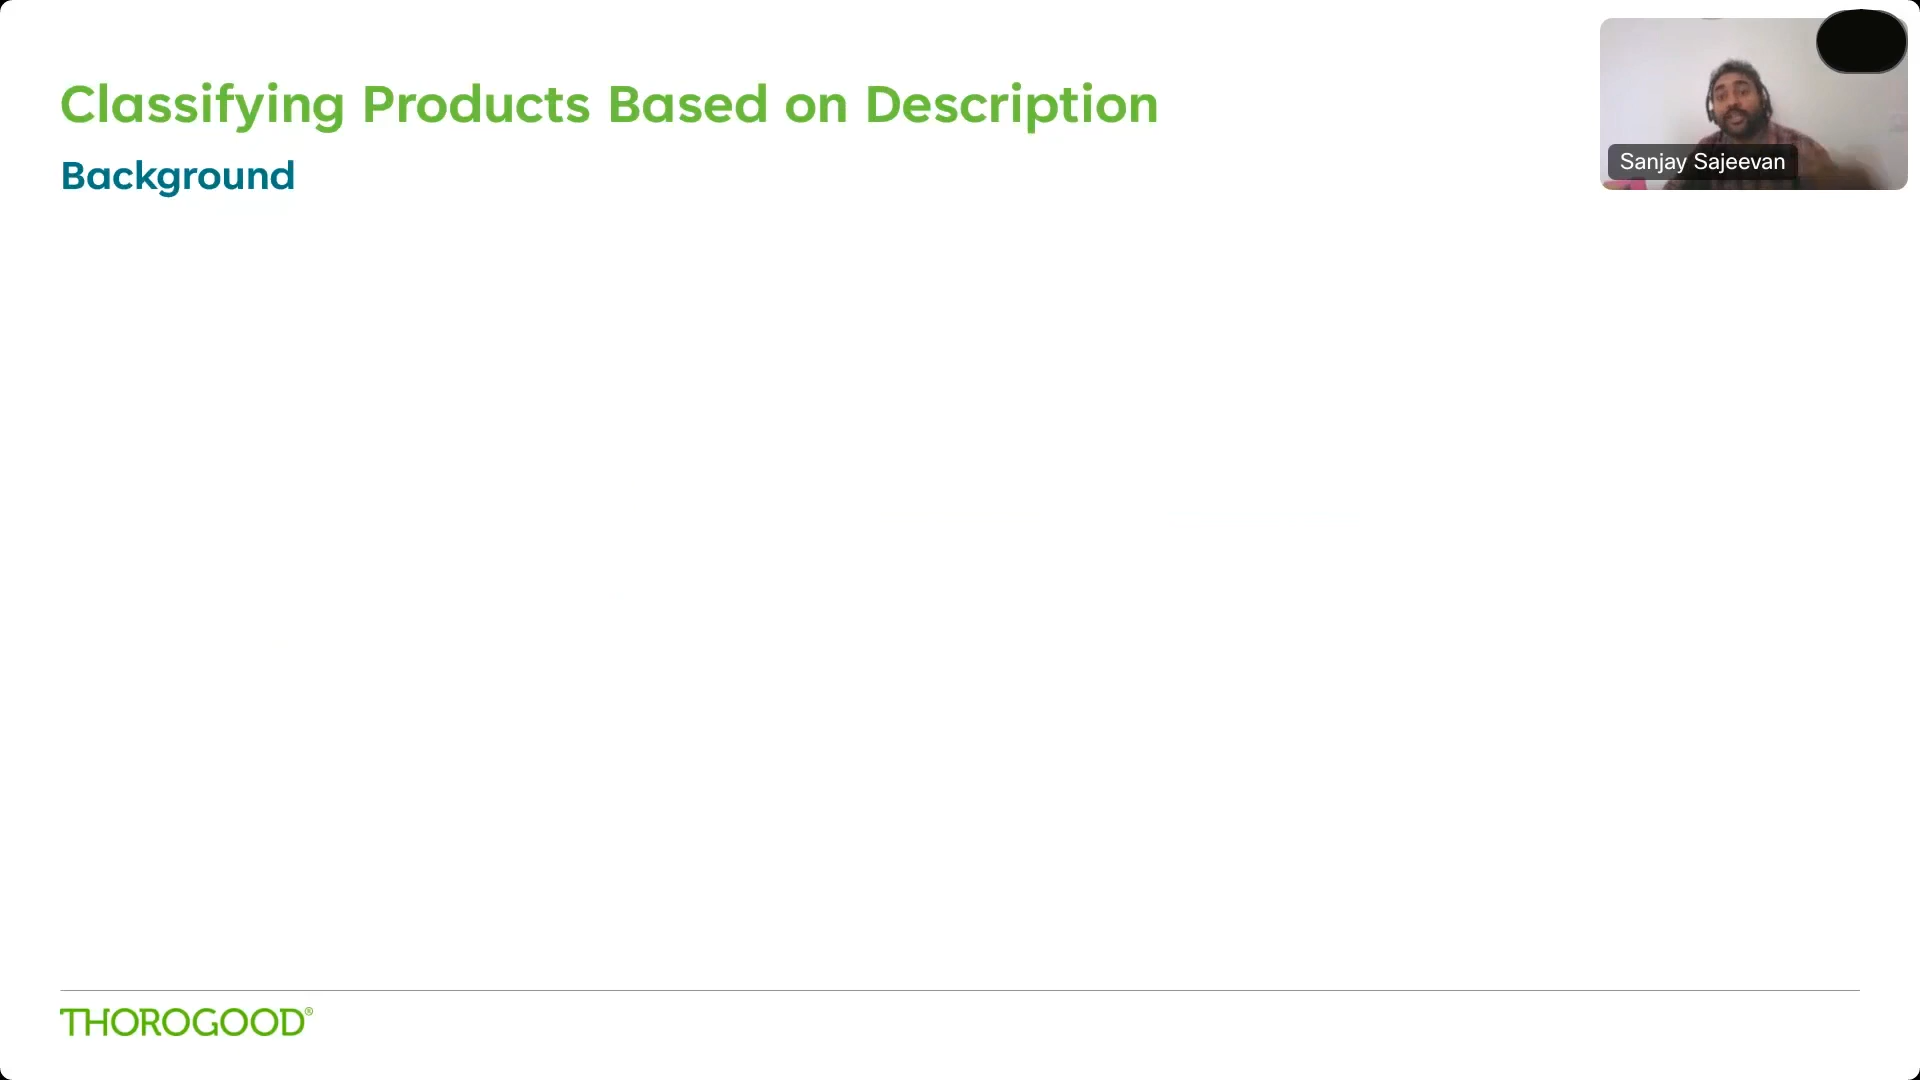 Classifying Products Based on Description
Background
Sanjay Sajeevan
THOROGOOD®